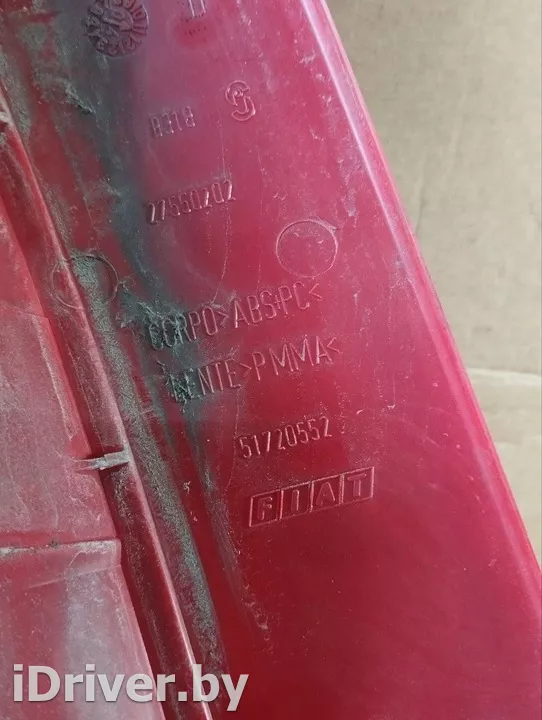 8318
27550202
CORPO>ABS+PC<
LENTE>PMMA<
51720552
FIAT
iDriver.by